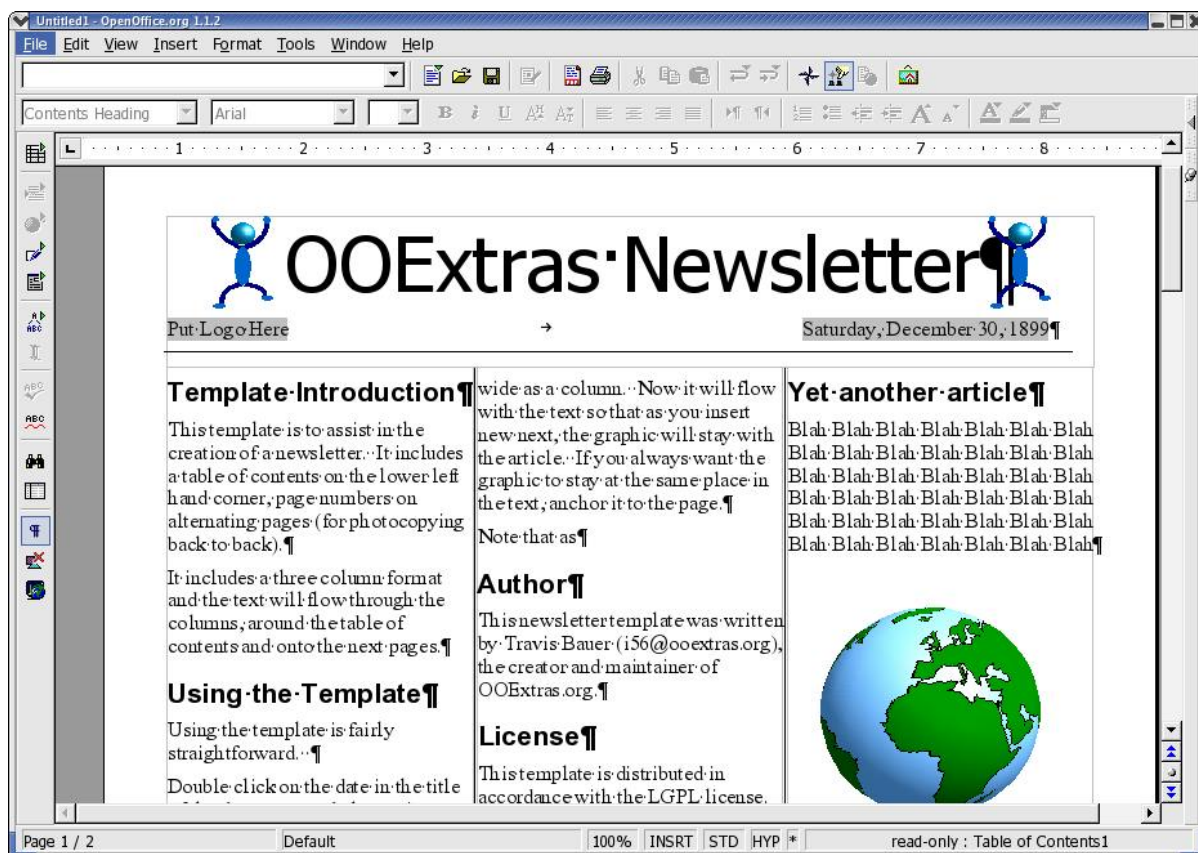 Untitled1 - OpenOffice.org 1.1.2
File Edit View Insert Format Tools Window Help
Contents Heading Arial
1 2 3 4 5 6 7 8
OOExtras·Newsletter¶
Put·Logo·Here → Saturday,·December·30,·1899¶
Template·Introduction¶
This·template·is·to·assist·in·the
creation·of·a·newsletter.··It·includes
a·table·of·contents·on·the·lower·left
hand·corner,·page·numbers·on
alternating·pages·(for·photocopying
back·to·back).¶
It·includes·a·three·column·format
and·the·text·will·flow·through·the
columns,·around·the·table·of
contents·and·onto·the·next·pages.¶
Using·the·Template¶
Using·the·template·is·fairly
straightforward.··¶
Double·click·on·the·date·in·the·title
wide·as·a·column.··Now·it·will·flow
with·the·text·so·that·as·you·insert
new·next,·the·graphic·will·stay·with
the·article.··If·you·always·want·the
graphic·to·stay·at·the·same·place·in
the·text,·anchor·it·to·the·page.¶
Note·that·as¶
Author¶
This·newsletter·template·was·written
by·Travis·Bauer·(i56@ooextras.org),
the·creator·and·maintainer·of
OOExtras.org.¶
License¶
This·template·is·distributed·in
accordance·with·the·LGPL·license.
Yet·another·article¶
Blah·Blah·Blah·Blah·Blah·Blah·Blah
Blah·Blah·Blah·Blah·Blah·Blah·Blah
Blah·Blah·Blah·Blah·Blah·Blah·Blah
Blah·Blah·Blah·Blah·Blah·Blah·Blah
Blah·Blah·Blah·Blah·Blah·Blah·Blah
Blah·Blah·Blah·Blah·Blah·Blah·Blah¶
Page 1 / 2 Default 100% INSRT STD HYP * read-only : Table of Contents1